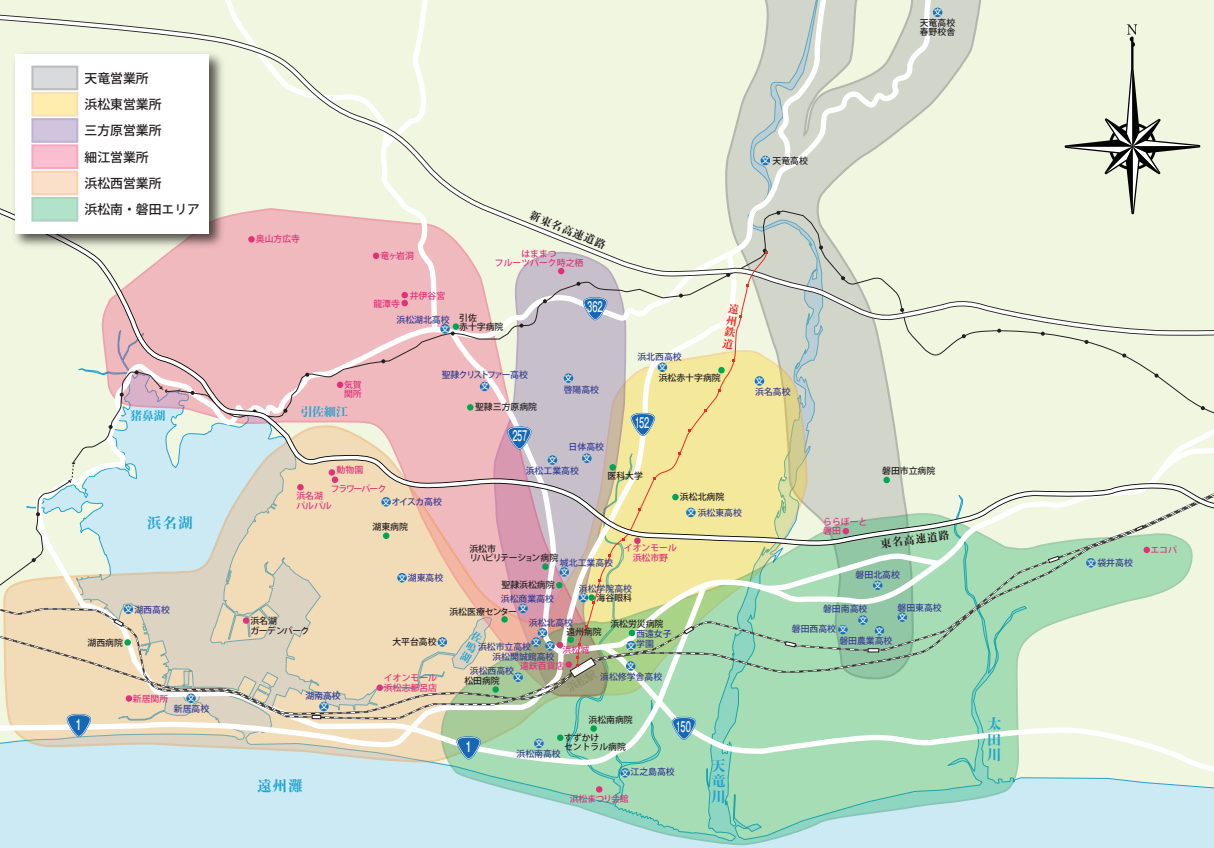 天竜高校
春野校舎
N
天竜営業所
浜松東営業所
三方原営業所
細江営業所
浜松西営業所
浜松南・磐田エリア
天竜高校
新東名高速道路
奥山方広寺
竜ヶ岩洞
はままつ
フルーツパーク時之栖
井伊谷宮
龍潭寺
浜松湖北高校
引佐
赤十字病院
362
遠州鉄道
浜北西高校
浜松赤十字病院
浜名高校
聖隷クリストファー高校
啓陽高校
気賀
関所
聖隷三方原病院
引佐細江
猪鼻湖
152
257
日体高校
浜松工業高校
医科大学
動物園
フラワーパーク
浜名湖
パルパル
オイスカ高校
浜松北病院
浜松東高校
磐田市立病院
浜名湖
湖東病院
ららぽーと
磐田
東名高速道路
イオンモール
浜松市野
エコパ
袋井高校
浜松市
リハビリテーション病院
城北工業高校
湖東高校
聖隷浜松病院
浜松学院高校
海谷眼科
浜松商業高校
磐田北高校
湖西高校
浜名湖
ガーデンパーク
浜松医療センター
浜松北高校
遠州病院
浜松労災病院
西遠女子
学園
磐田南高校
磐田東高校
磐田西高校
磐田農業高校
湖西病院
大平台高校
佐鳴湖
浜松市立高校
浜松城
浜松開誠館高校
遠鉄百貨店
浜松西高校
松田病院
浜松修学舎高校
イオンモール
浜松志都呂店
新居関所
新居高校
湖南高校
1
1
150
浜松南病院
すずかけ
セントラル病院
浜松南高校
江之島高校
浜松まつり会館
天竜川
太田川
遠州灘